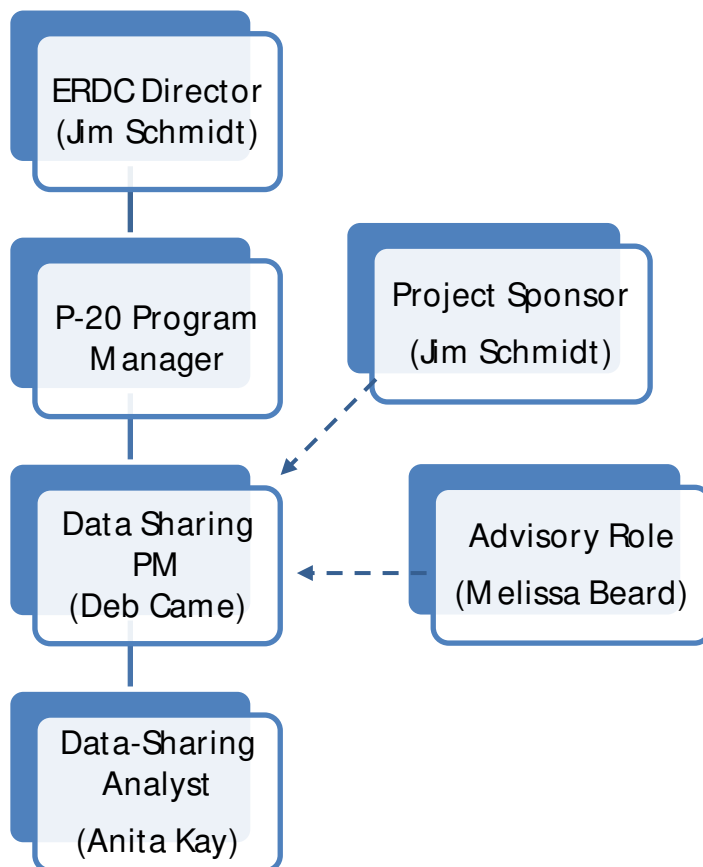 ERDC Director
(Jim Schmidt)
P-20 Program
Manager
Project Sponsor
(Jim Schmidt)
Data Sharing
PM
(Deb Came)
Advisory Role
(Melissa Beard)
Data-Sharing
Analyst
(Anita Kay)